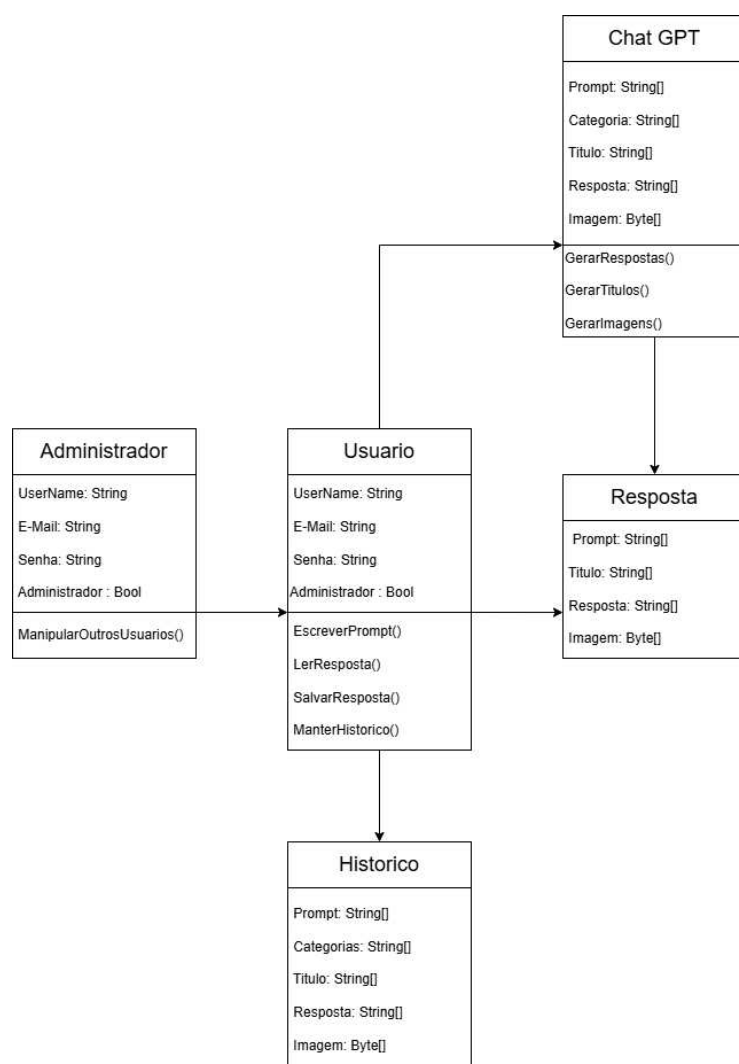 Chat GPT
Prompt: String[]
Categoria: String[]
Titulo: String[]
Resposta: String[]
Imagem: Byte[]
GerarRespostas()
GerarTitulos()
GerarImagens()
Administrador
UserName: String
E-Mail: String
Senha: String
Administrador : Bool
ManipularOutrosUsuarios()
Usuario
UserName: String
E-Mail: String
Senha: String
Administrador : Bool
EscreverPrompt()
LerResposta()
SalvarResposta()
ManterHistorico()
Resposta
Prompt: String[]
Titulo: String[]
Resposta: String[]
Imagem: Byte[]
Historico
Prompt: String[]
Categorias: String[]
Titulo: String[]
Resposta: String[]
Imagem: Byte[]